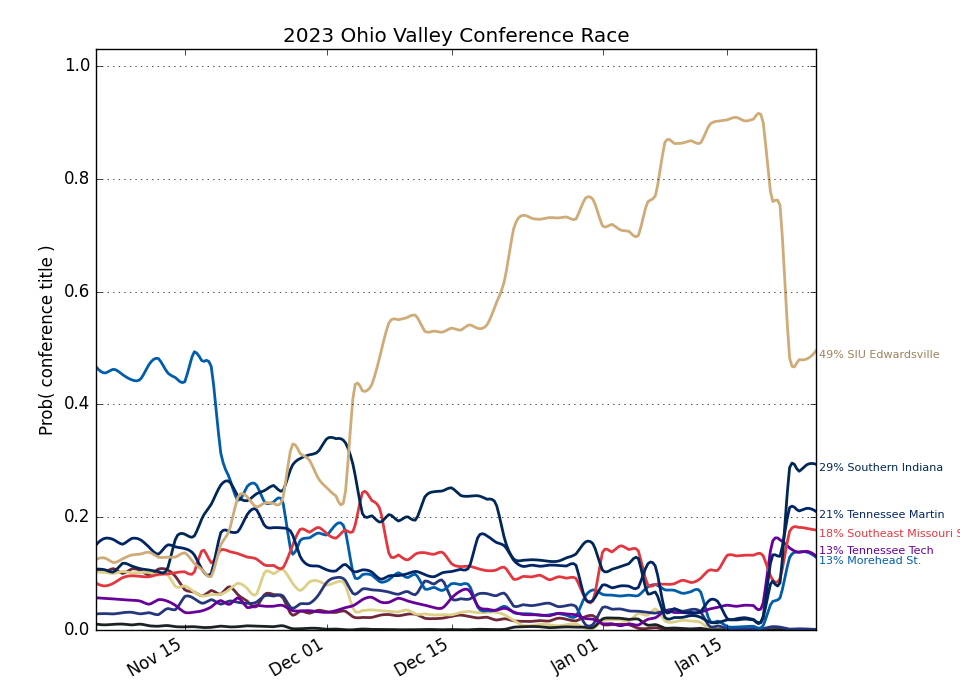 2023 Ohio Valley Conference Race
Prob( conference title )
1.0
0.8
0.6
0.4
0.2
0.0
49% SIU Edwardsville
29% Southern Indiana
21% Tennessee Martin
18% Southeast Missouri S
13% Tennessee Tech
13% Morehead St.
Nov 15
Dec 01
Dec 15
Jan 01
Jan 15